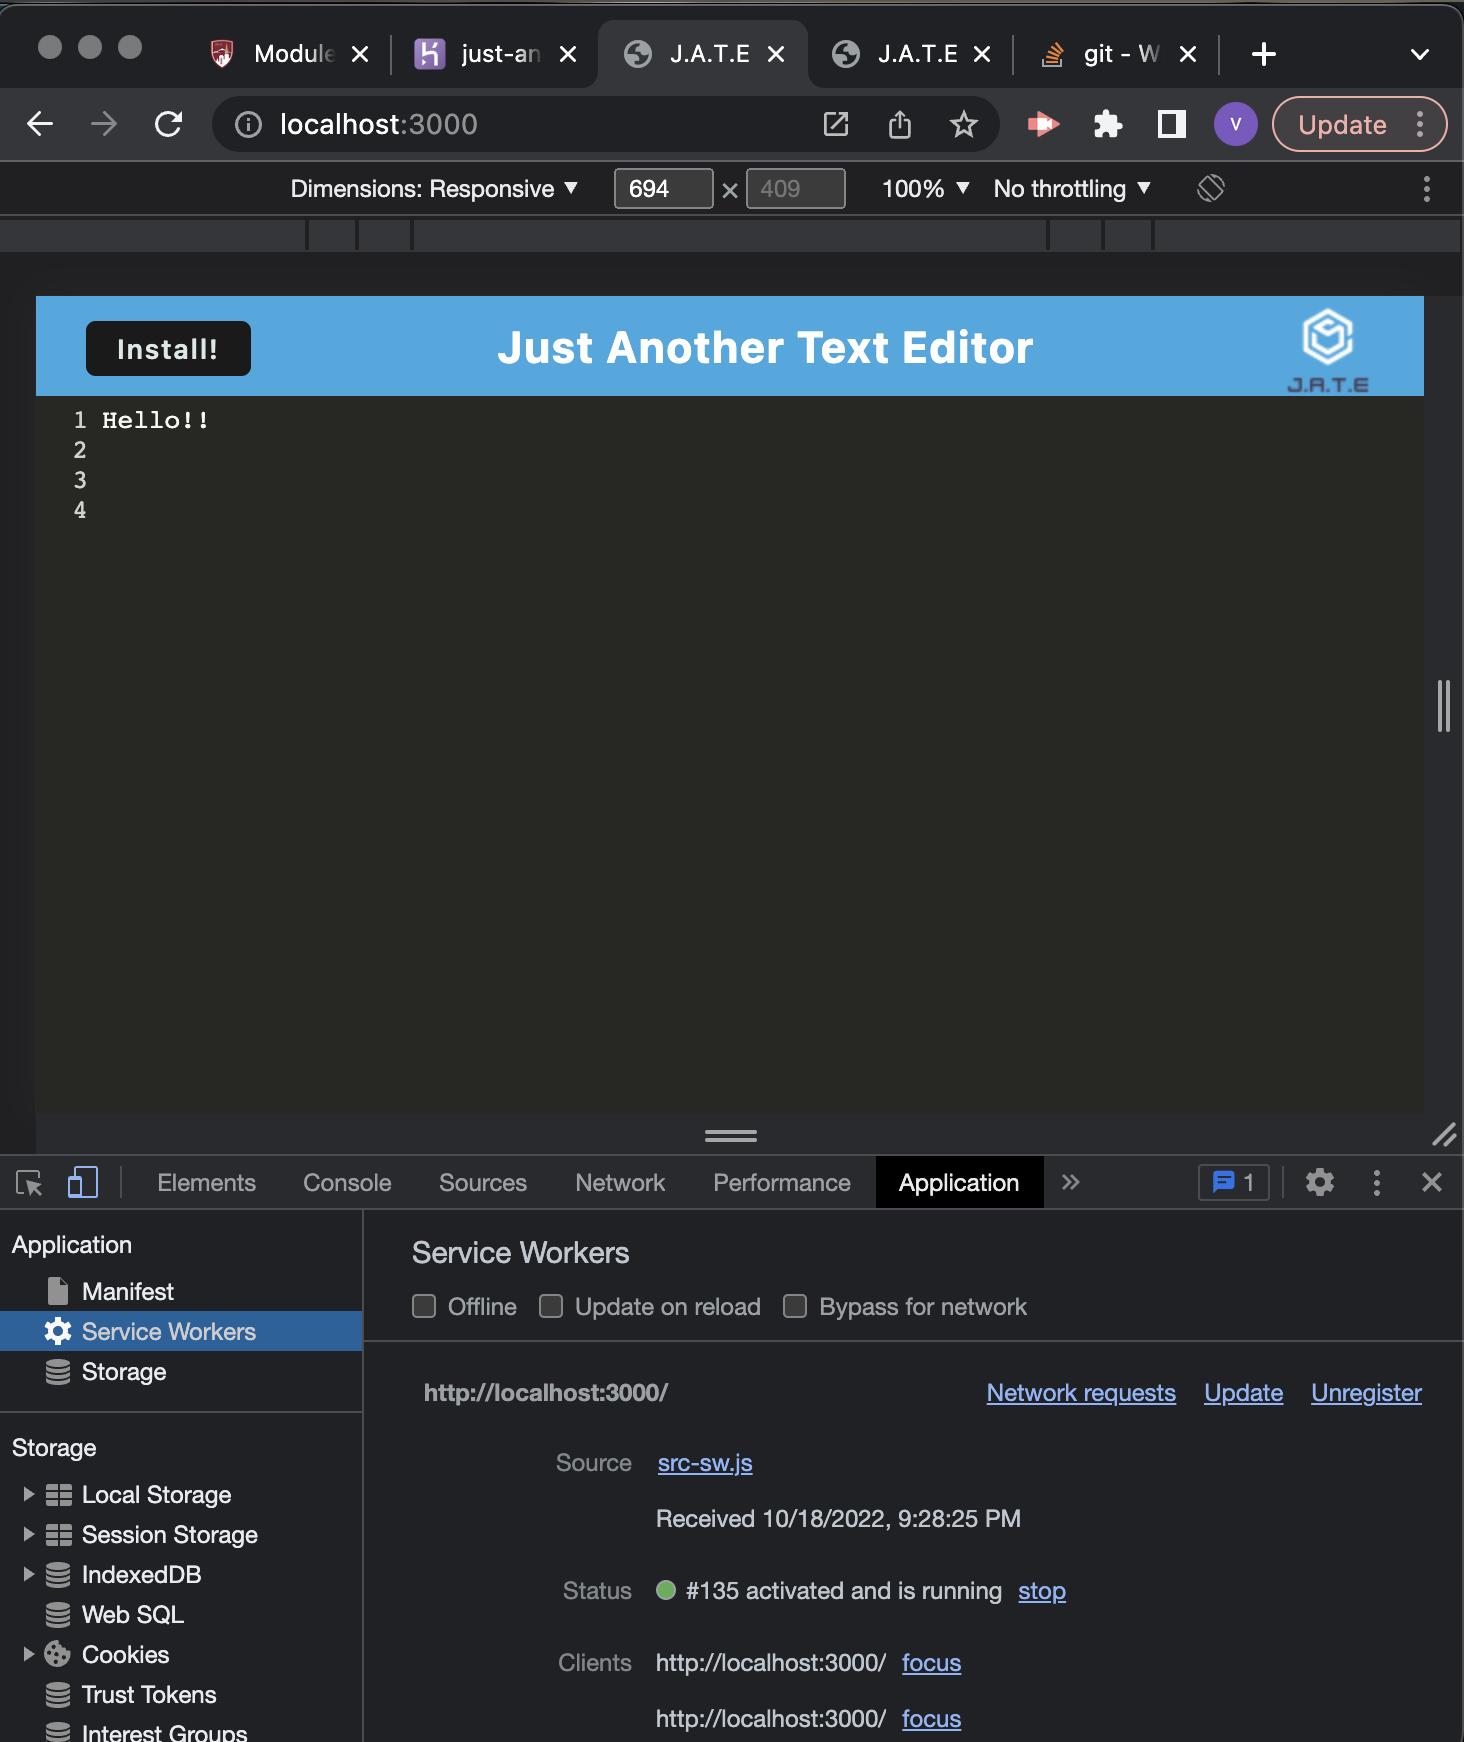 Module
just-an
J.A.T.E
J.A.T.E
git - W
localhost:3000
V
Update
Dimensions: Responsive
694 × 409
100%
No throttling
Install!
Just Another Text Editor
J.A.T.E
1 Hello!!
2
3
4
Elements
Console
Sources
Network
Performance
Application
1
Application
Manifest
Service Workers
Storage
Storage
Local Storage
Session Storage
IndexedDB
Web SQL
Cookies
Trust Tokens
Interest Groups
Service Workers
Offline
Update on reload
Bypass for network
http://localhost:3000/
Network requests
Update
Unregister
Source src-sw.js
Received 10/18/2022, 9:28:25 PM
Status #135 activated and is running stop
Clients http://localhost:3000/ focus
http://localhost:3000/ focus